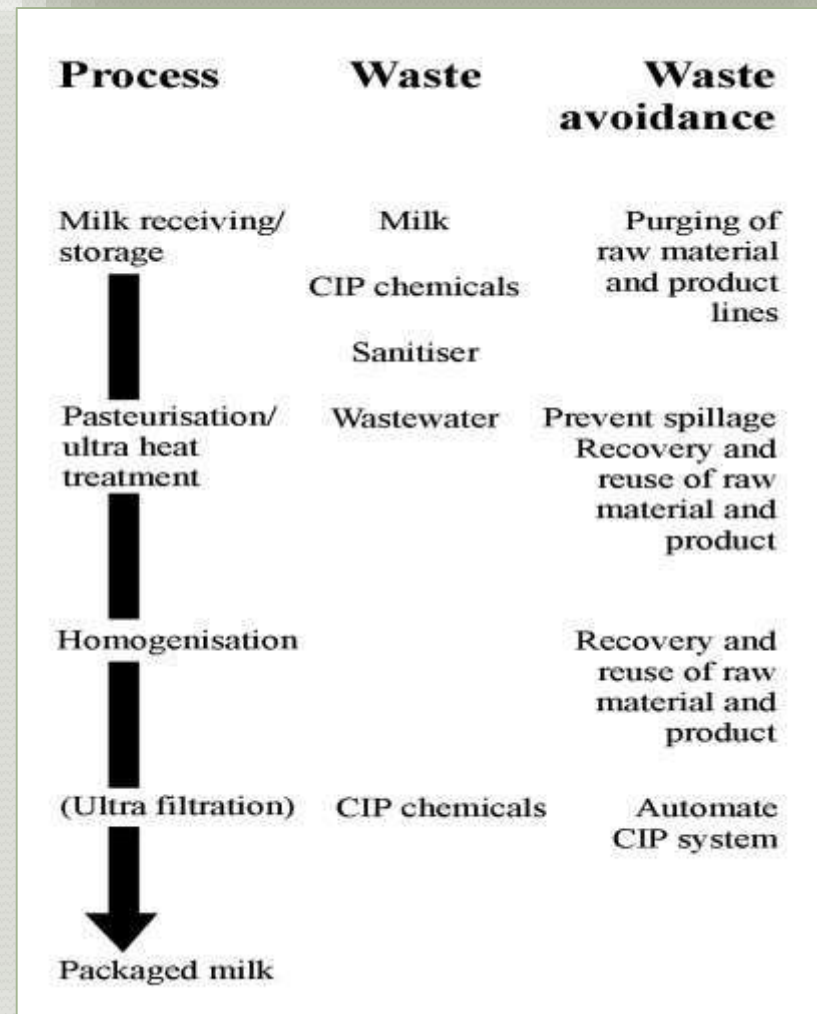 Process Waste Waste
avoidance
Milk receiving/ Milk Purging of
storage raw material
CIP chemicals and product
lines
Sanitiser
Pasteurisation/ Wastewater Prevent spillage
ultra heat Recovery and
treatment reuse of raw
material and
product
Homogenisation Recovery and
reuse of raw
material and
product
(Ultra filtration) CIP chemicals Automate
CIP system
Packaged milk